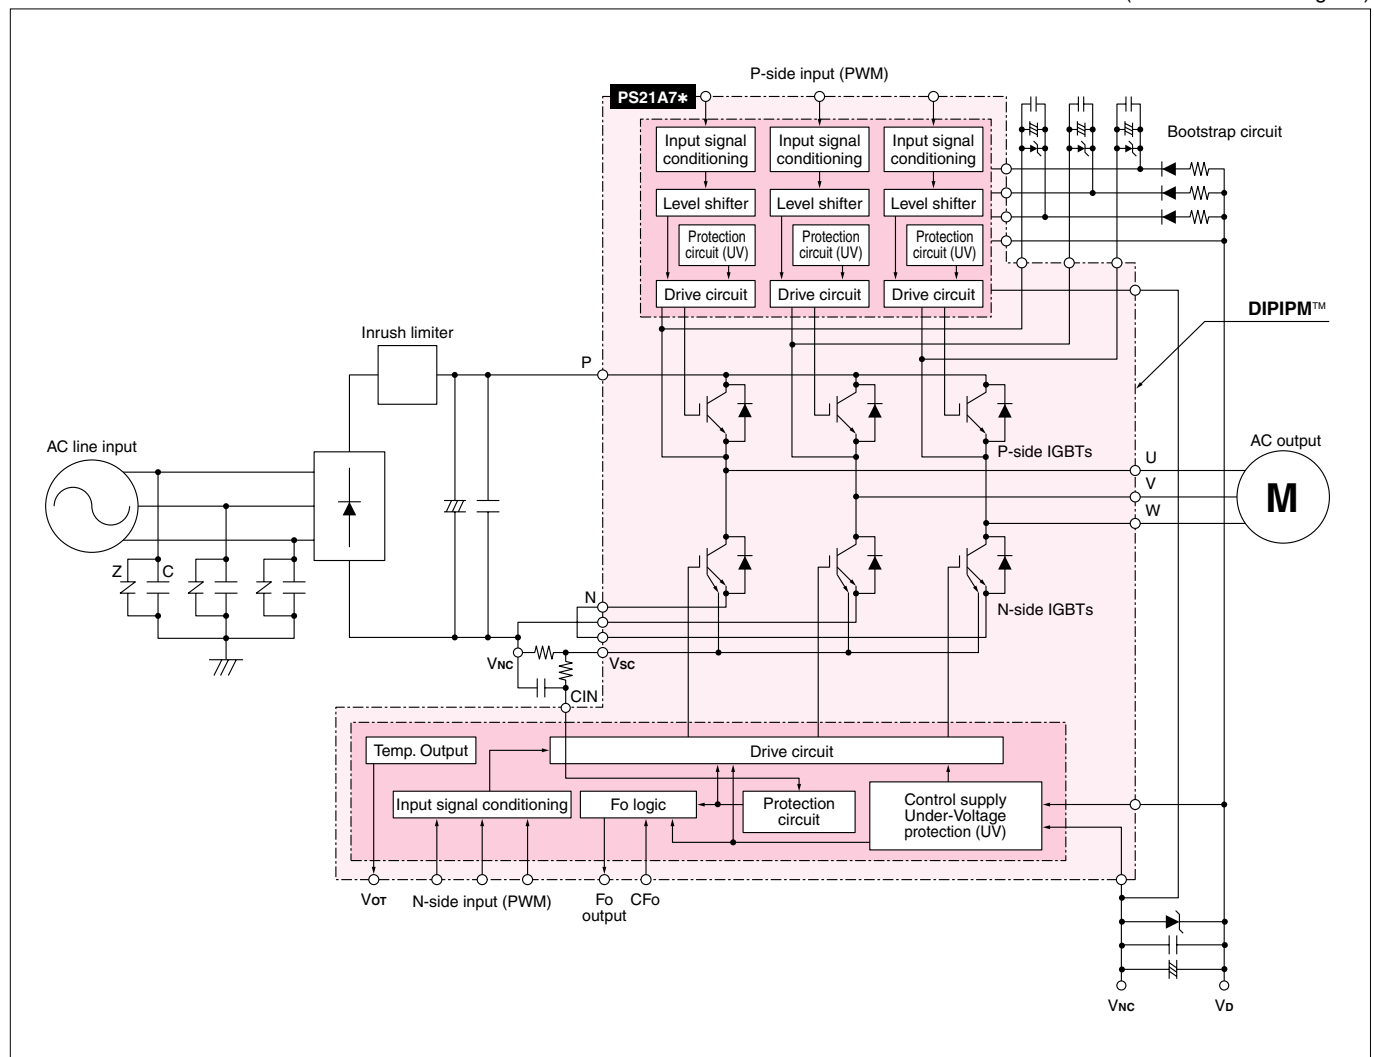 P-side input (PWM)
PS21A7*
Bootstrap circuit
Input signal
conditioning
Input signal
conditioning
Input signal
conditioning
Level shifter
Level shifter
Level shifter
Protection
circuit (UV)
Protection
circuit (UV)
Protection
circuit (UV)
Drive circuit
Drive circuit
Drive circuit
DIPIPM™
Inrush limiter
P
AC line input
P-side IGBTs
U
V
W
AC output
M
Z
C
N
N-side IGBTs
VNC
VSC
CIN
Temp. Output
Drive circuit
Input signal conditioning
Fo logic
Protection
circuit
Control supply
Under-Voltage
protection (UV)
VOT
N-side input (PWM)
Fo
output
CFo
VNC
VD